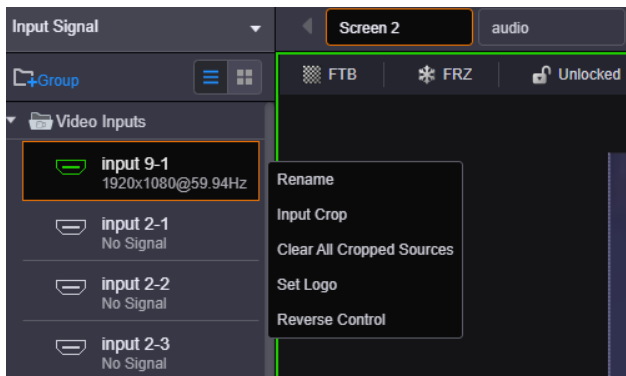 Input Signal
Screen 2
audio
+Group
FTB
FRZ
Unlocked
Video Inputs
input 9-1
1920x1080@59.94Hz
input 2-1
No Signal
input 2-2
No Signal
input 2-3
No Signal
Rename
Input Crop
Clear All Cropped Sources
Set Logo
Reverse Control